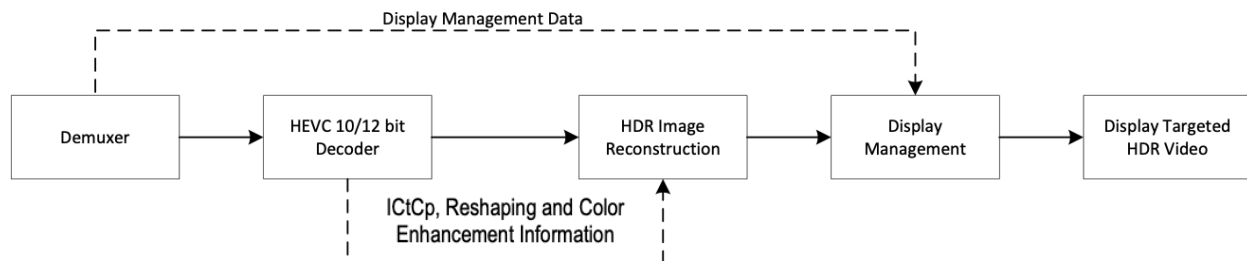 Display Management Data
Demuxer
HEVC 10/12 bit
Decoder
HDR Image
Reconstruction
Display
Management
Display Targeted
HDR Video
ICtCp, Reshaping and Color
Enhancement Information